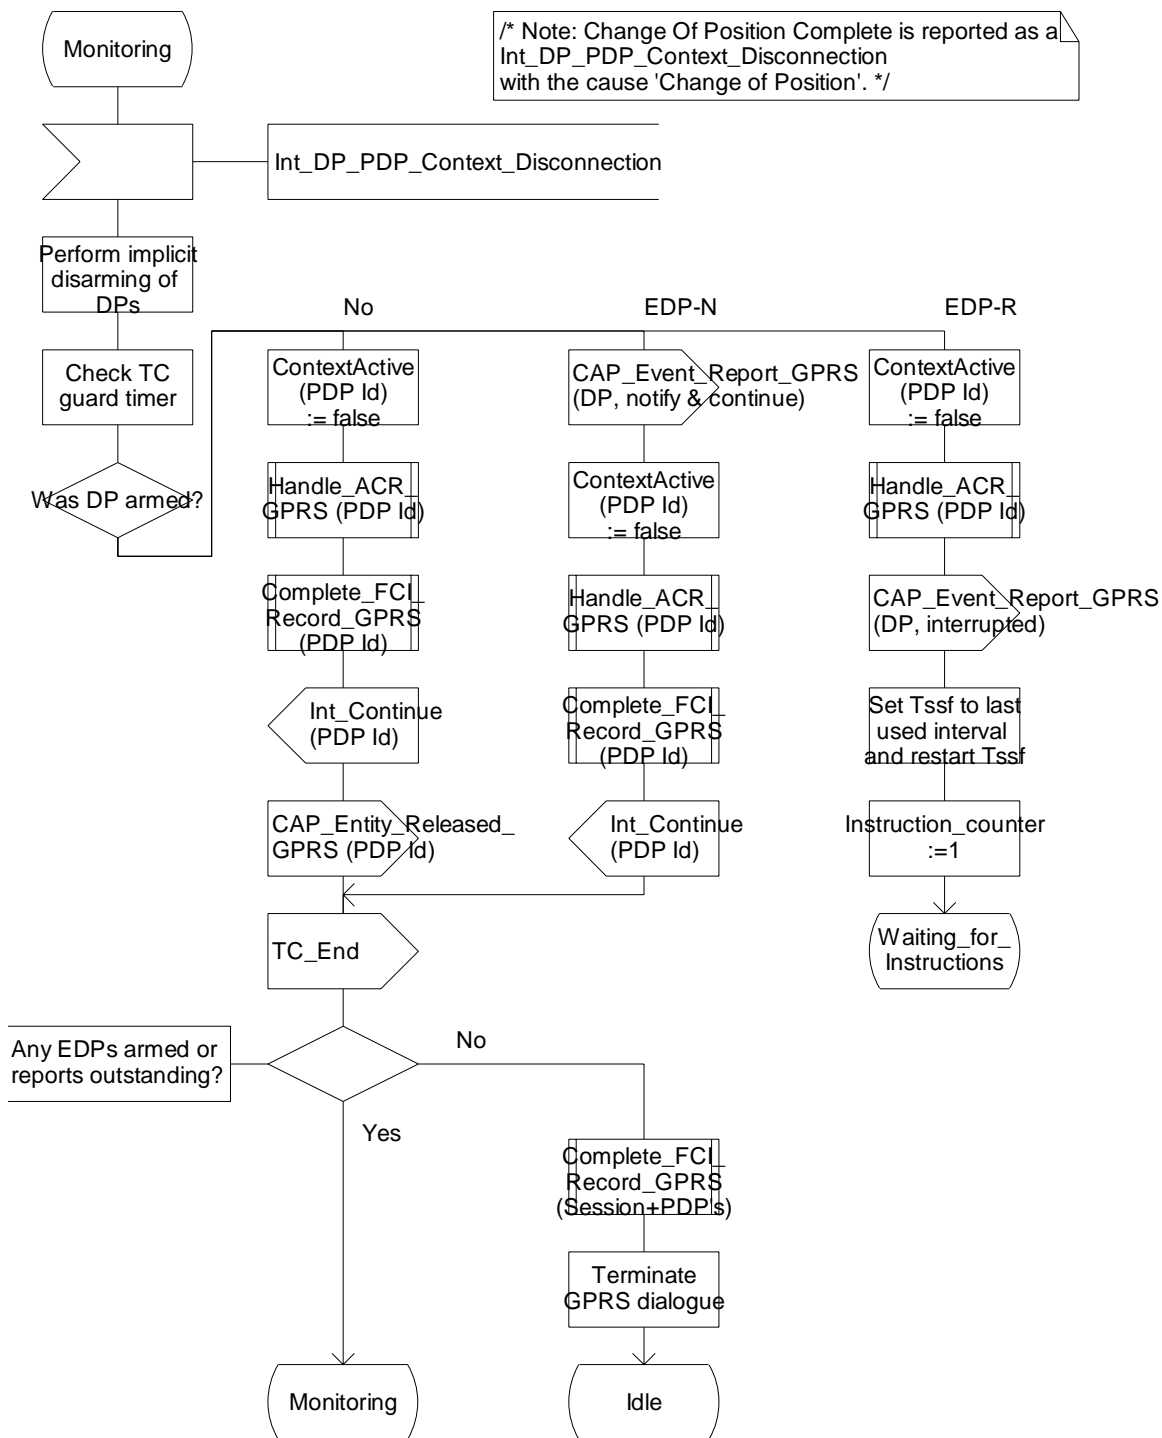 Monitoring
/* Note: Change Of Position Complete is reported as a
Int_DP_PDP_Context_Disconnection
with the cause 'Change of Position'. */
Int_DP_PDP_Context_Disconnection
Perform implicit
disarming of
DPs
Check TC
guard timer
Was DP armed?
No
EDP-N
EDP-R
ContextActive
(PDP Id)
:= false
Handle_ACR_
GPRS (PDP Id)
Complete_FCI_
Record_GPRS
(PDP Id)
Int_Continue
(PDP Id)
CAP_Entity_Released_
GPRS (PDP Id)
CAP_Event_Report_GPRS
(DP, notify & continue)
ContextActive
(PDP Id)
:= false
Handle_ACR_
GPRS (PDP Id)
Complete_FCI_
Record_GPRS
(PDP Id)
Int_Continue
(PDP Id)
ContextActive
(PDP Id)
:= false
Handle_ACR_
GPRS (PDP Id)
CAP_Event_Report_GPRS
(DP, interrupted)
Set Tssf to last
used interval
and restart Tssf
Instruction_counter
:=1
Waiting_for_
Instructions
TC_End
Any EDPs armed or
reports outstanding?
No
Yes
Complete_FCI_
Record_GPRS
(Session+PDP's)
Terminate
GPRS dialogue
Monitoring
Idle